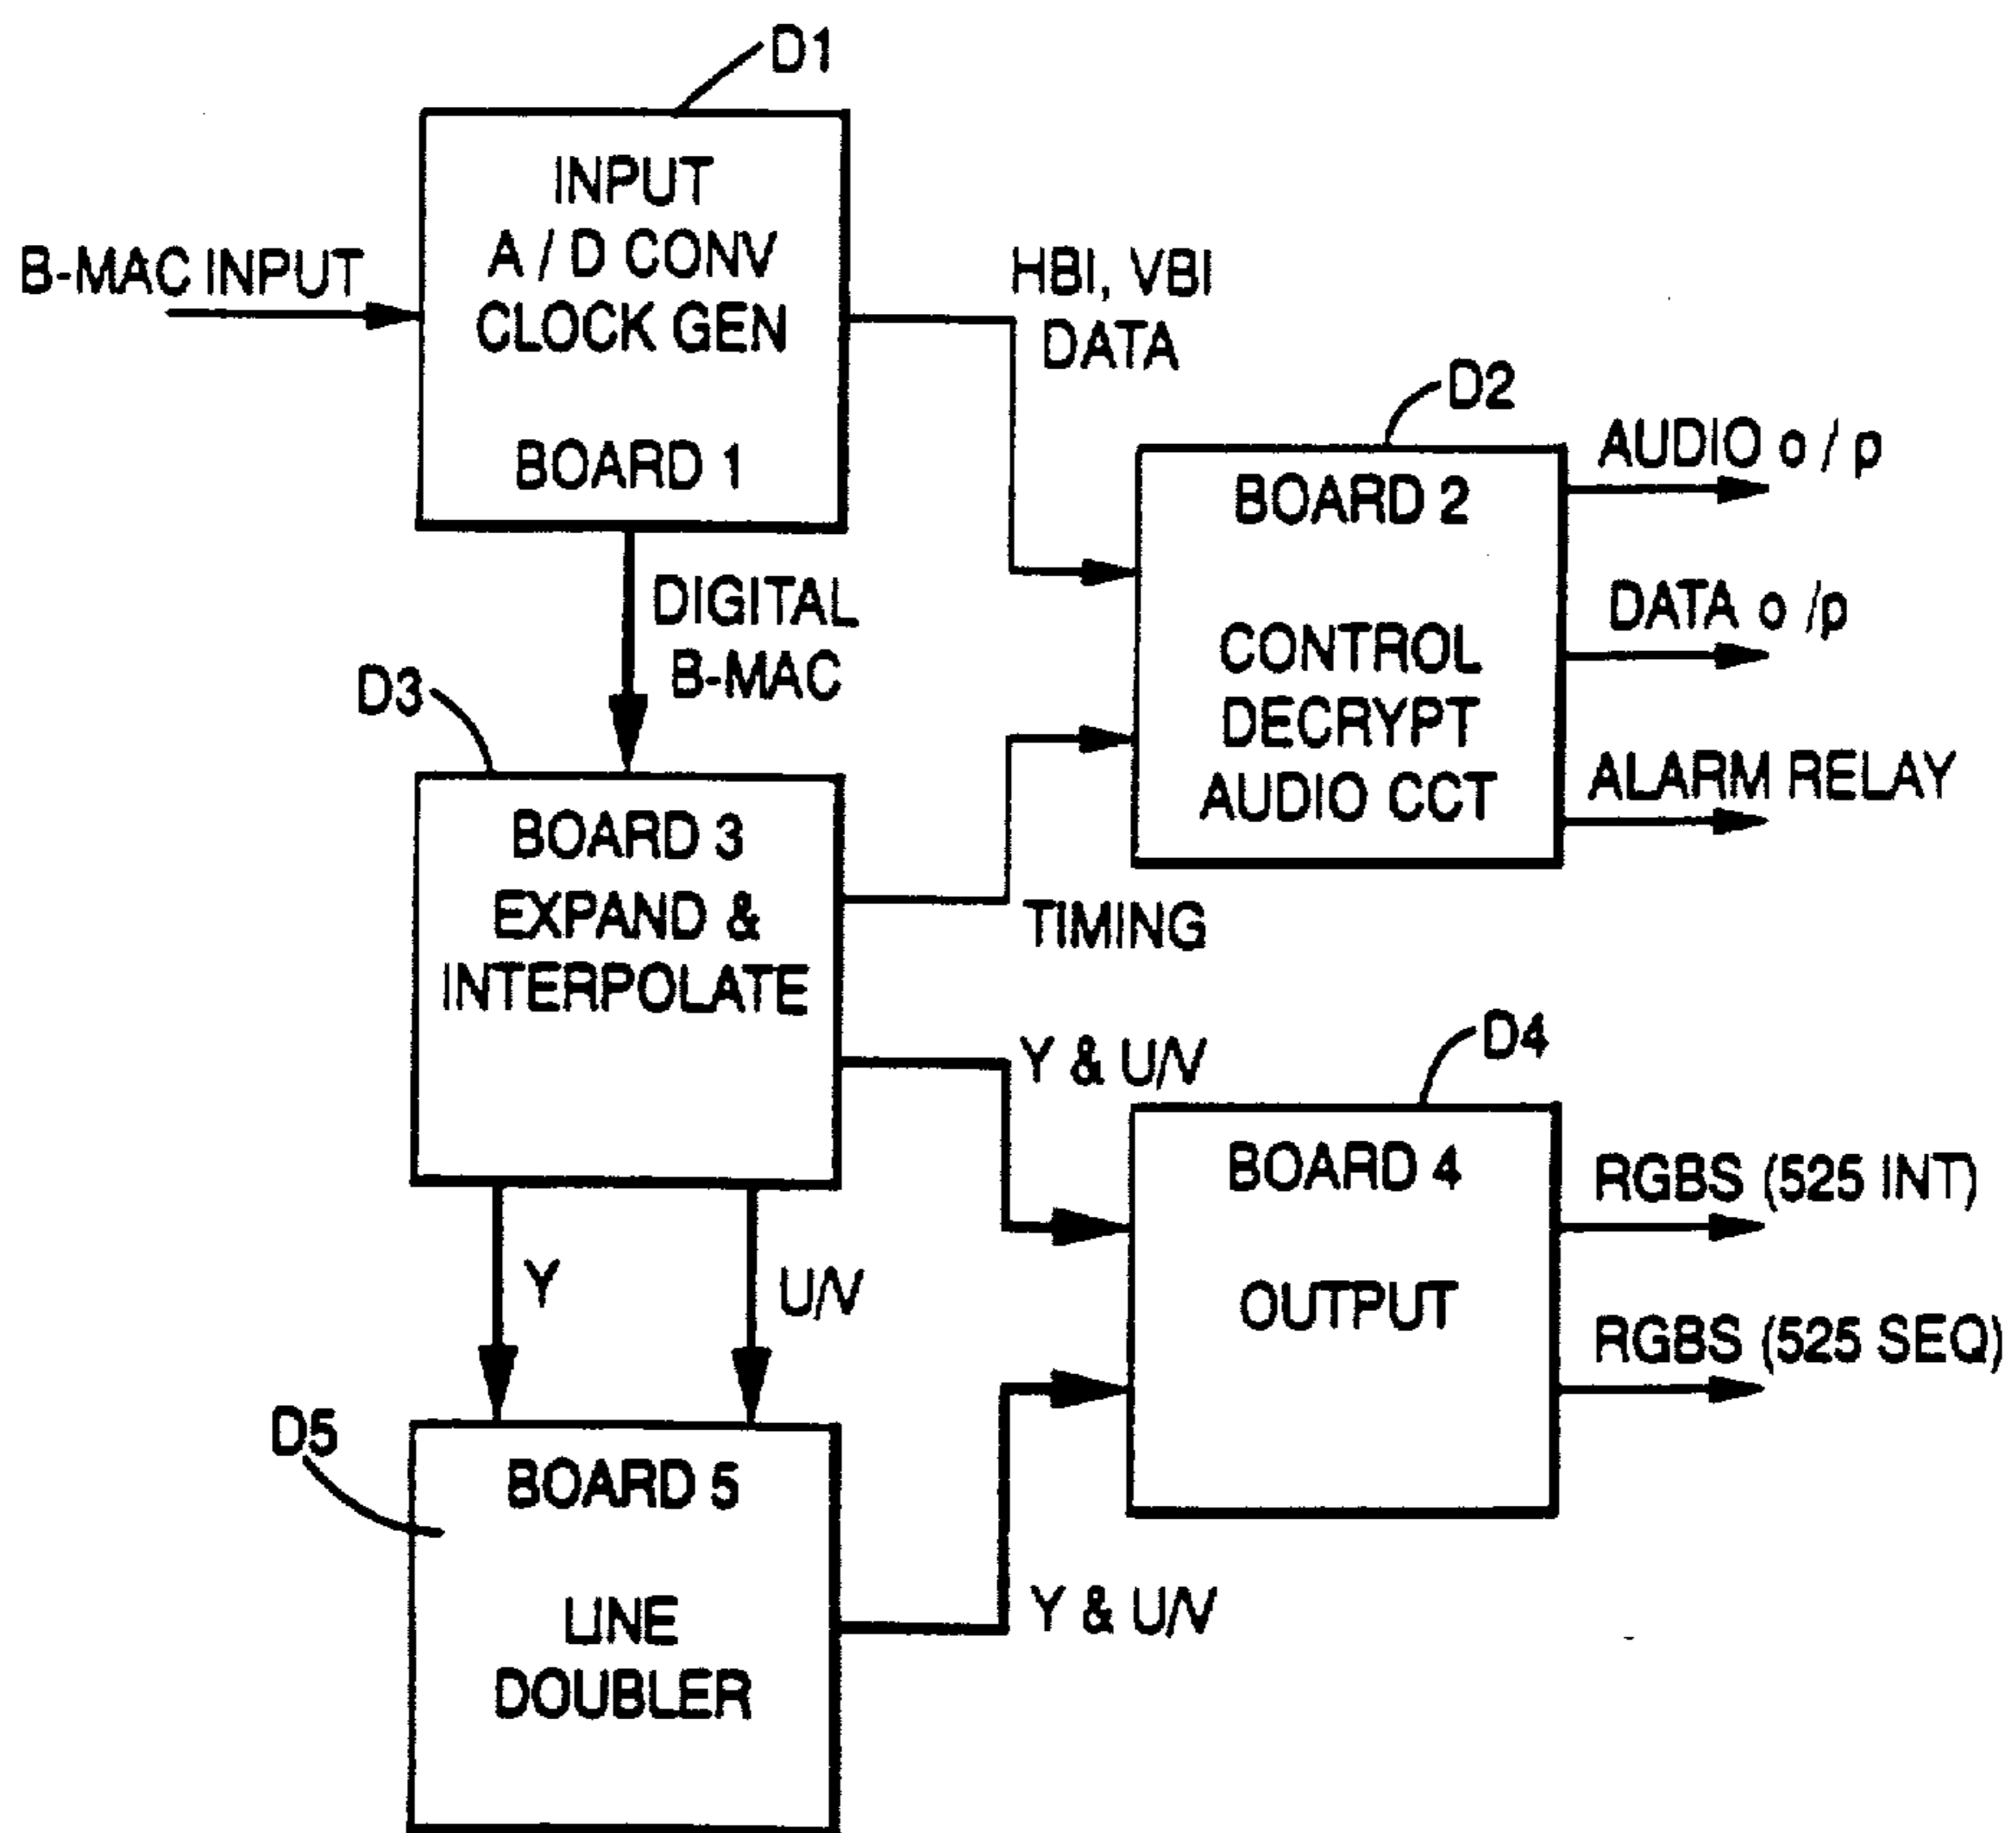 D1
INPUT
A / D CONV
CLOCK GEN
BOARD 1
B-MAC INPUT
HBI, VBI
DATA
D2
BOARD 2
CONTROL
DECRYPT
AUDIO CCT
AUDIO o / p
DATA o /p
ALARM RELAY
DIGITAL
B-MAC
D3
BOARD 3
EXPAND &
INTERPOLATE
TIMING
Y & U/V
D4
BOARD 4
OUTPUT
RGBS (525 INT)
RGBS (525 SEQ)
Y
U/V
D5
BOARD 5
LINE
DOUBLER
Y & U/V